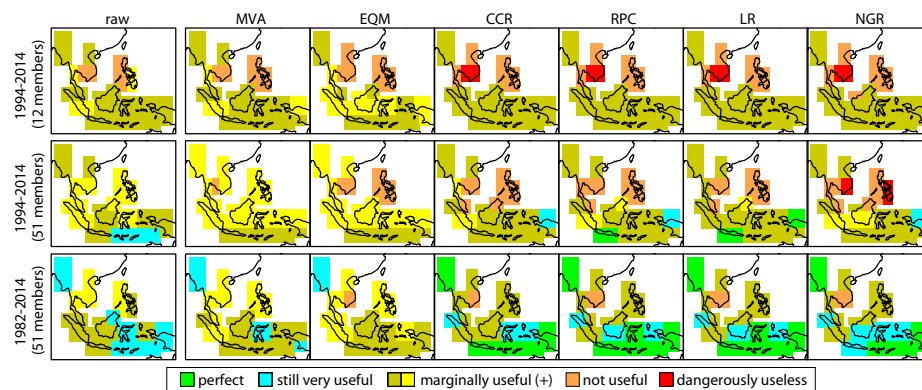 raw MVA EQM CCR RPC LR NGR
1994-2014
(12 members)
1994-2014
(51 members)
1982-2014
(51 members)
perfect still very useful marginally useful (+) not useful dangerously useless